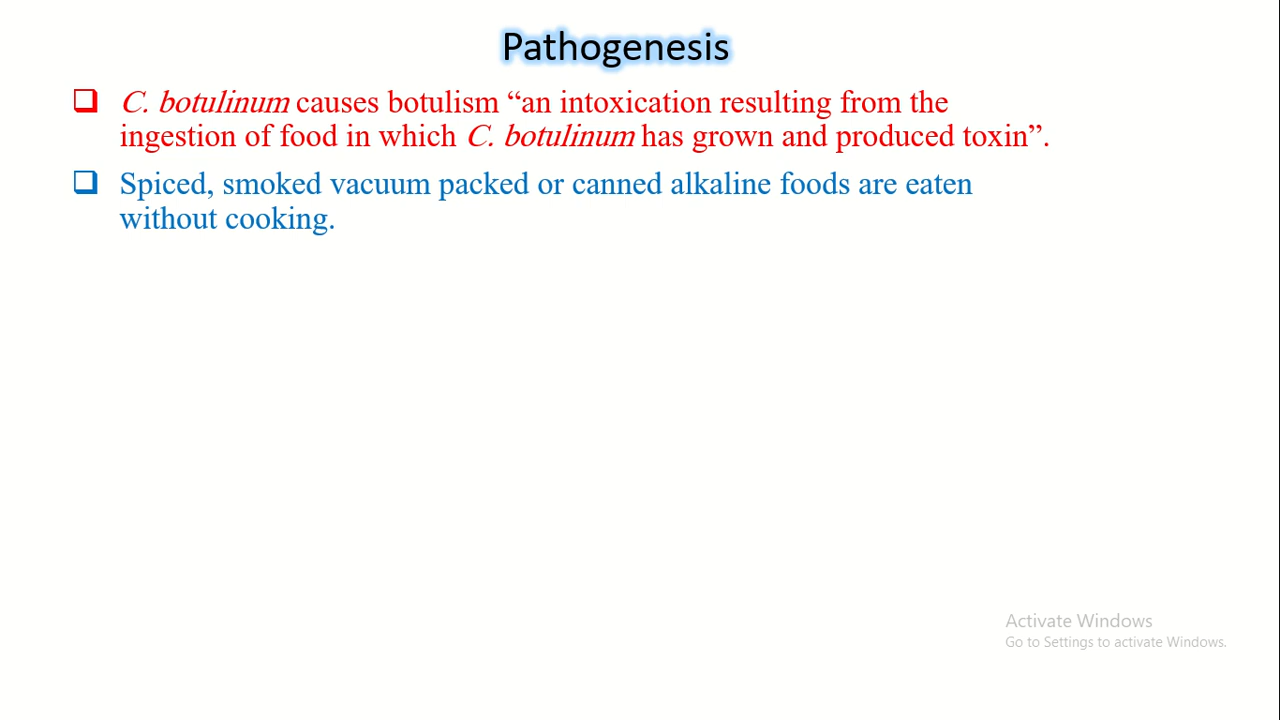 Pathogenesis
C. botulinum causes botulism “an intoxication resulting from the
ingestion of food in which C. botulinum has grown and produced toxin”.
Spiced, smoked vacuum packed or canned alkaline foods are eaten
without cooking.
Activate Windows
Go to Settings to activate Windows.